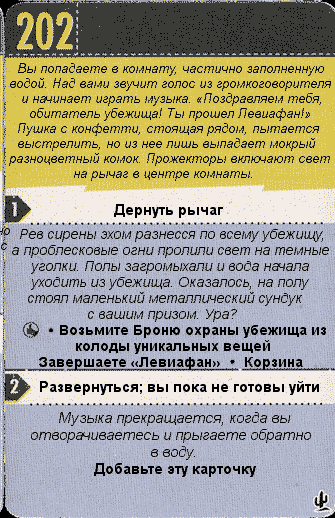 202
Вы попадаете в комнату, частично заполненную
водой. Над вами звучит голос из громкоговорителя
и начинает играть музыка. «Поздравляем тебя,
обитатель убежища! Ты прошел Левиафан!»
Пушка с конфетти, стоящая рядом, пытается
выстрелить, но из нее лишь выпадает мокрый
разноцветный комок. Прожекторы включают свет
на рычаг в центре комнаты.
1 Дернуть рычаг
Рев сирены эхом разнесся по всему убежищу,
а проблесковые огни пролили свет на темные
уголки. Полы загромыхали и вода начала
уходить из убежища. Оказалось, на полу
стоял маленький металлический сундук
с вашим призом. Ура?
• Возьмите Броню охраны убежища из
колоды уникальных вещей
Завершаете «Левиафан» • Корзина
2 Развернуться; вы пока не готовы уйти
Музыка прекращается, когда вы
отворачиваетесь и прыгаете обратно
в воду.
Добавьте эту карточку